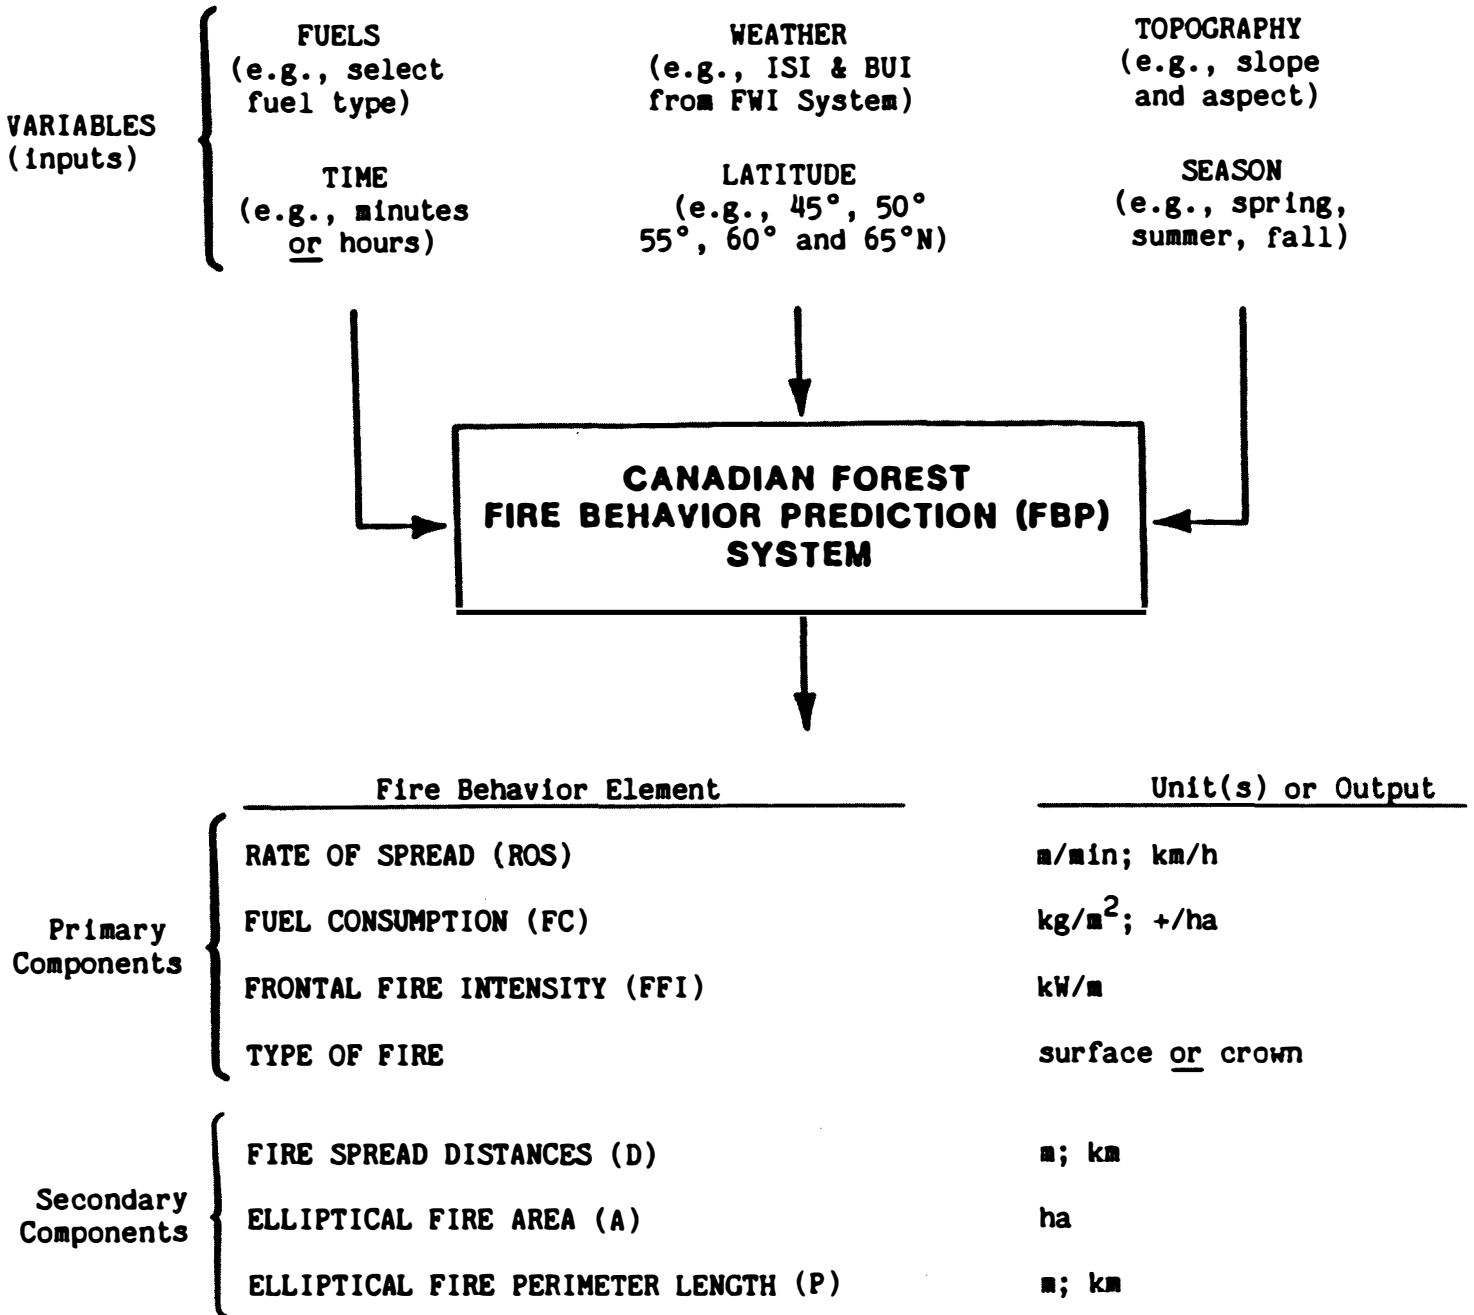 VARIABLES
(inputs)
FUELS
(e.g., select
fuel type)
WEATHER
(e.g., ISI & BUI
from FWI System)
TOPOGRAPHY
(e.g., slope
and aspect)
TIME
(e.g., minutes
or hours)
LATITUDE
(e.g., 45°, 50°
55°, 60° and 65°N)
SEASON
(e.g., spring,
summer, fall)
CANADIAN FOREST
FIRE BEHAVIOR PREDICTION (FBP)
SYSTEM
Fire Behavior Element Unit(s) or Output
Primary
Components
RATE OF SPREAD (ROS) m/min; km/h
FUEL CONSUMPTION (FC) kg/m²; +/ha
FRONTAL FIRE INTENSITY (FFI) kW/m
TYPE OF FIRE surface or crown
Secondary
Components
FIRE SPREAD DISTANCES (D) m; km
ELLIPTICAL FIRE AREA (A) ha
ELLIPTICAL FIRE PERIMETER LENGTH (P) m; km